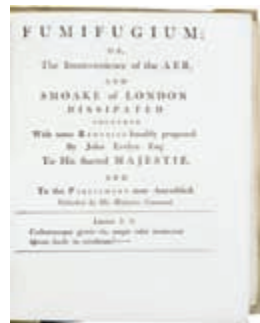 FUMIFUGIUM:
OR,
The Inconvenience of the AER,
AND
SMOAKE of LONDON
DISSIPATED
TOGETHER
With some REMEDIES humbly proposed
By John Evelyn Esq;
To His Sacred MAJESTIE,
AND
To the PARLIAMENT now Assembled.
Published by His Majesties Command.